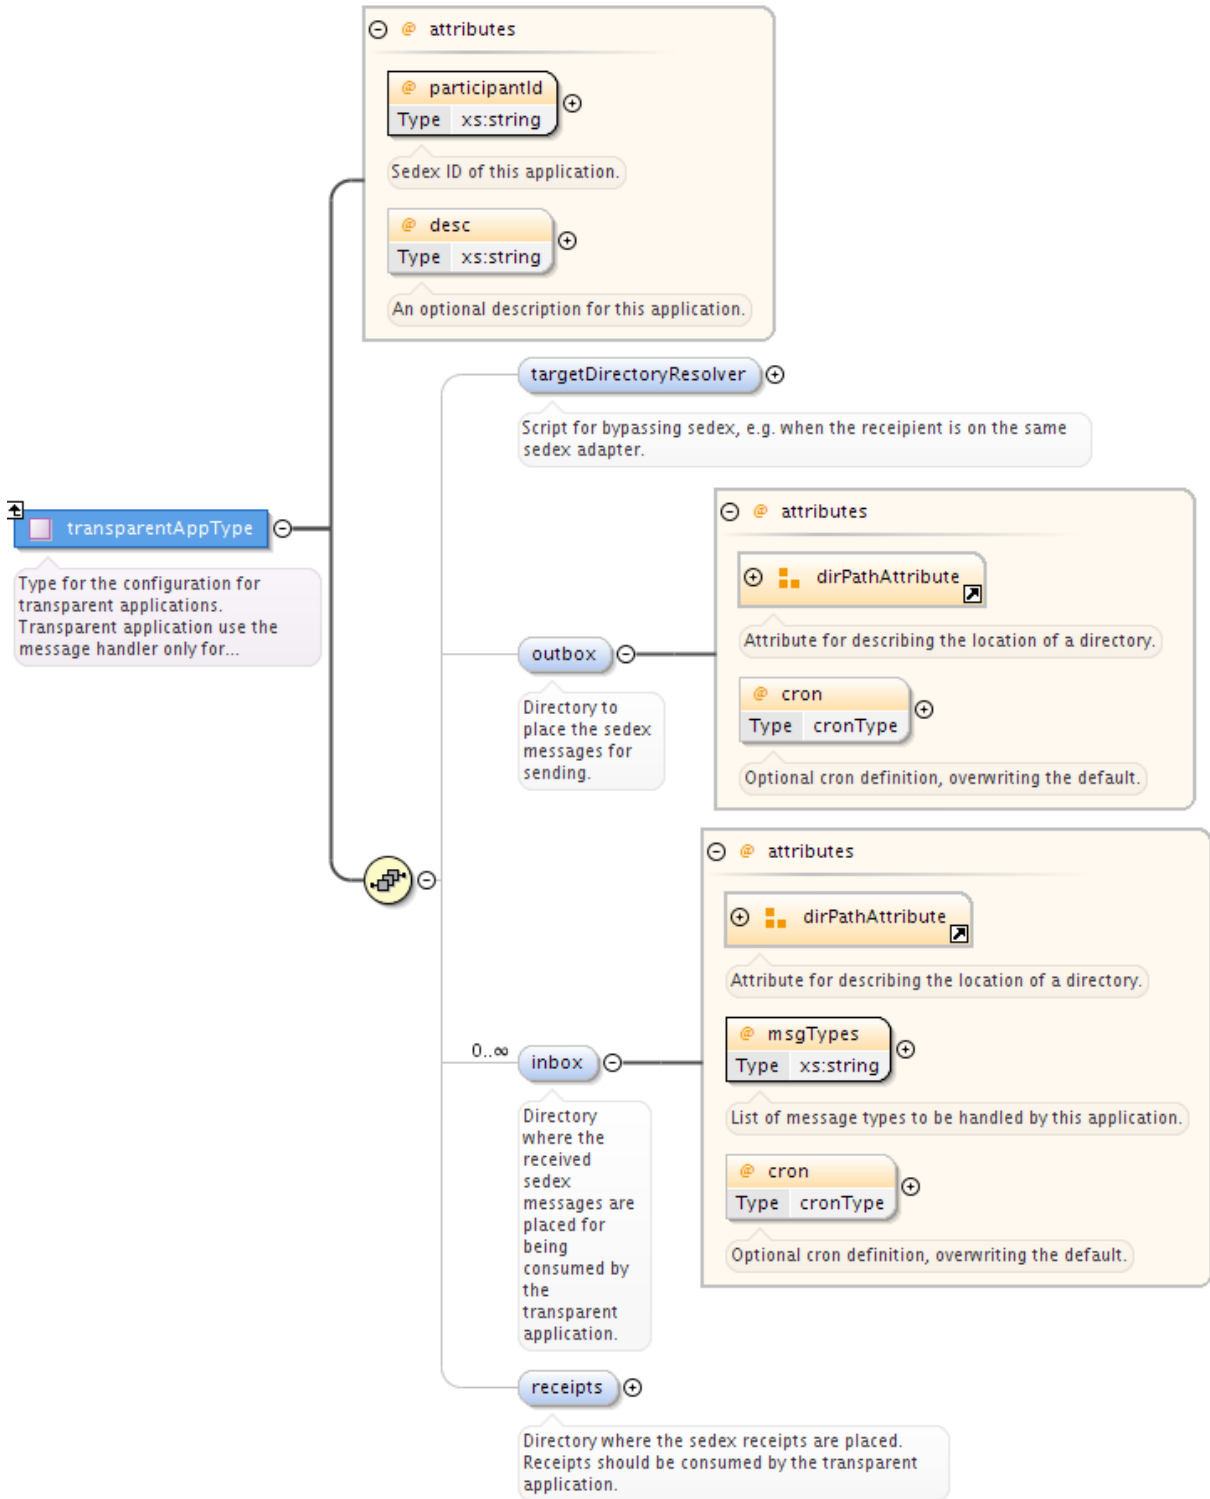 @ attributes
@ participantId
Type xs:string
Sedex ID of this application.
@ desc
Type xs:string
An optional description for this application.
targetDirectoryResolver
Script for bypassing sedex, e.g. when the receipient is on the same
sedex adapter.
transparentAppType
Type for the configuration for
transparent applications.
Transparent application use the
message handler only for...
@ attributes
dirPathAttribute
Attribute for describing the location of a directory.
outbox
Directory to
place the sedex
messages for
sending.
@ cron
Type cronType
Optional cron definition, overwriting the default.
@ attributes
dirPathAttribute
Attribute for describing the location of a directory.
0..∞
inbox
Directory
where the
received
sedex
messages are
placed for
being
consumed by
the
transparent
application.
@ msgTypes
Type xs:string
List of message types to be handled by this application.
@ cron
Type cronType
Optional cron definition, overwriting the default.
receipts
Directory where the sedex receipts are placed.
Receipts should be consumed by the transparent
application.